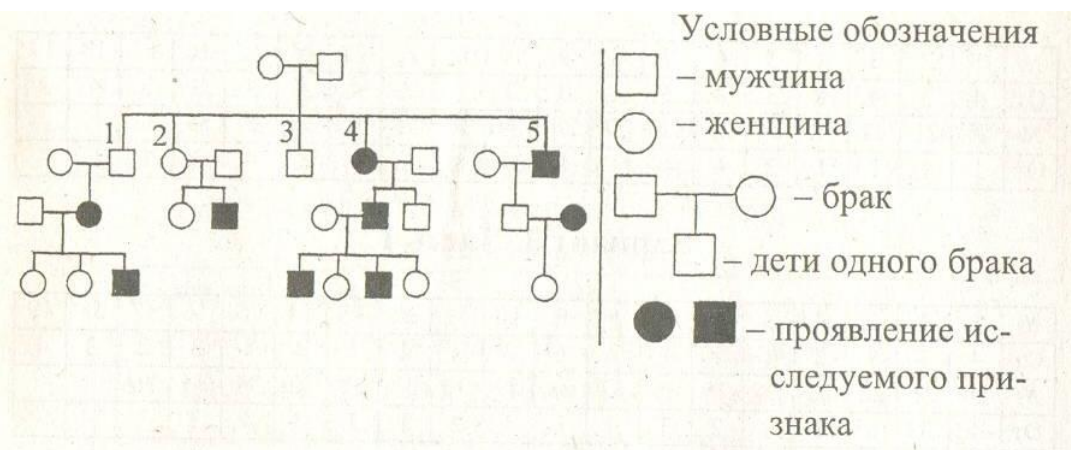 Условные обозначения
– мужчина
– женщина
– брак
– дети одного брака
– проявление ис-
следуемого при-
знака
1 2 3 4 5